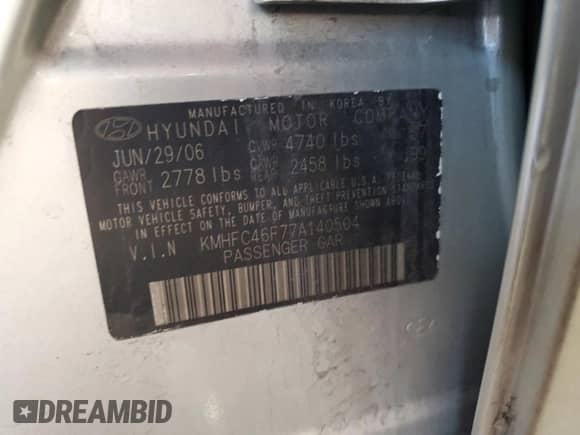 MANUFACTURED IN KOREA BY
HYUNDAI MOTOR COMPANY
JUN/29/06 GVWR 4740 lbs
GAWR FRONT 2778 lbs GAWR REAR 2458 lbs
THIS VEHICLE CONFORMS TO ALL APPLICABLE U.S.A. FEDERAL
MOTOR VEHICLE SAFETY, BUMPER, AND THEFT PREVENTION STANDARDS
IN EFFECT ON THE DATE OF MANUFACTURE SHOWN ABOVE
V.I.N KMHFC46F77A140504
PASSENGER CAR
DREAMBID